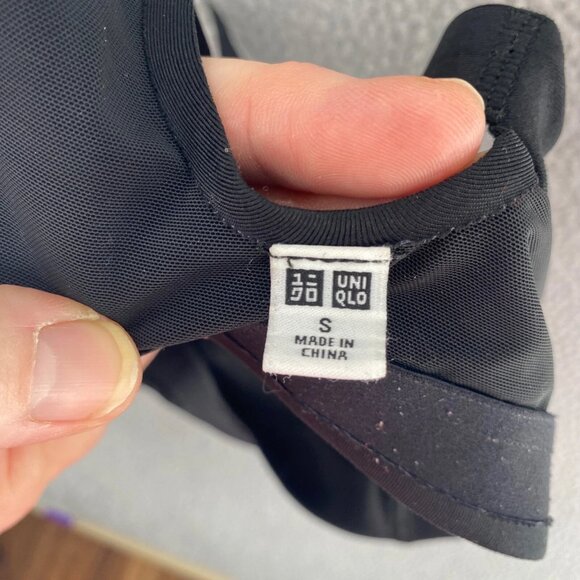 ユニ UNI
クロ QLO
S
MADE IN
CHINA